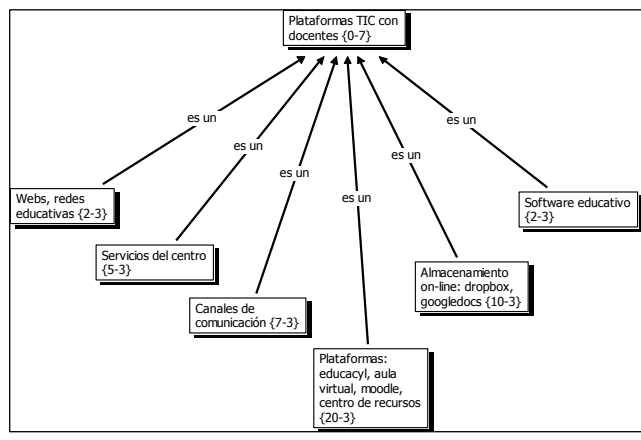 Plataformas TIC con
docentes {0-7}
es un
es un
es un
es un
es un
es un
Webs, redes
educativas {2-3}
Software educativo
{2-3}
Servicios del centro
{5-3}
Almacenamiento
on-line: dropbox,
googledocs {10-3}
Canales de
comunicación {7-3}
Plataformas:
educacyl, aula
virtual, moodle,
centro de recursos
{20-3}